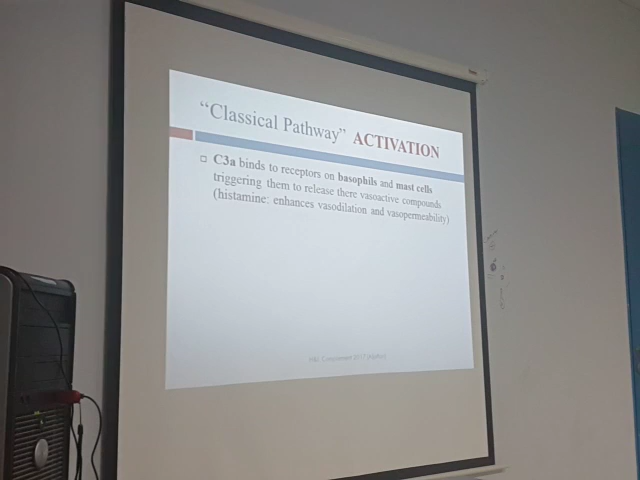 “Classical Pathway” ACTIVATION
C3a binds to receptors on basophils and mast cells
triggering them to release there vasoactive compounds
(histamine; enhances vasodilation and vasopermeability)